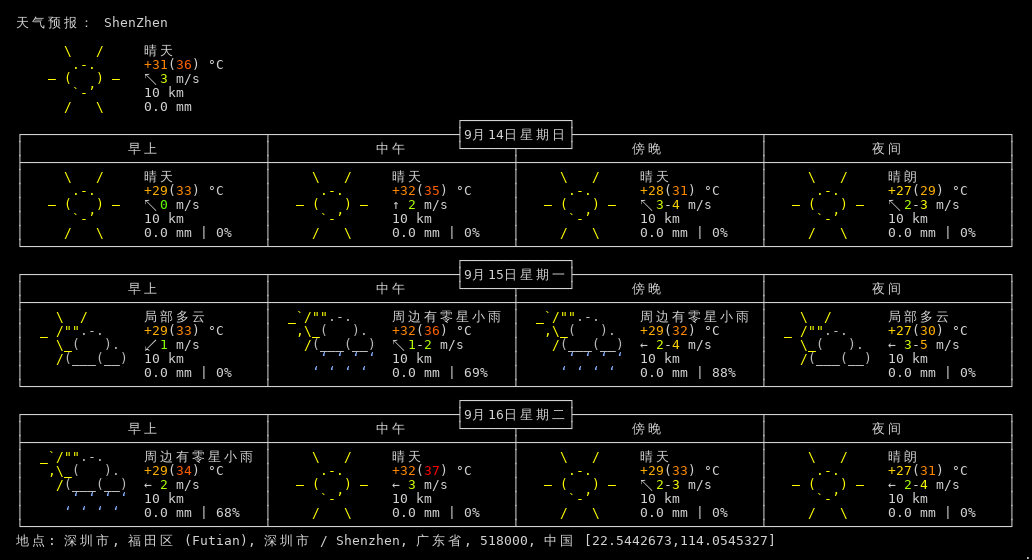 天气预报： ShenZhen
晴天
+31(36) °C
↖3 m/s
10 km
0.0 mm
9月14日星期日
早上 中午 傍晚 夜间
晴天 晴天 晴天 晴朗
+29(33) °C +32(35) °C +28(31) °C +27(29) °C
↖0 m/s ↑ 2 m/s ↖3-4 m/s ↖2-3 m/s
10 km 10 km 10 km 10 km
0.0 mm | 0% 0.0 mm | 0% 0.0 mm | 0% 0.0 mm | 0%
9月15日星期一
早上 中午 傍晚 夜间
局部多云 周边有零星小雨 周边有零星小雨 局部多云
+29(33) °C +32(36) °C +29(32) °C +27(30) °C
↙1 m/s ↖1-2 m/s ← 2-4 m/s ← 3-5 m/s
10 km 10 km 10 km 10 km
0.0 mm | 0% 0.0 mm | 69% 0.0 mm | 88% 0.0 mm | 0%
9月16日星期二
早上 中午 傍晚 夜间
周边有零星小雨 晴天 晴天 晴朗
+29(34) °C +32(37) °C +29(33) °C +27(31) °C
← 2 m/s ← 3 m/s ↖2-3 m/s ← 2-4 m/s
10 km 10 km 10 km 10 km
0.0 mm | 68% 0.0 mm | 0% 0.0 mm | 0% 0.0 mm | 0%
地点: 深圳市, 福田区 (Futian), 深圳市 / Shenzhen, 广东省, 518000, 中国 [22.5442673,114.0545327]